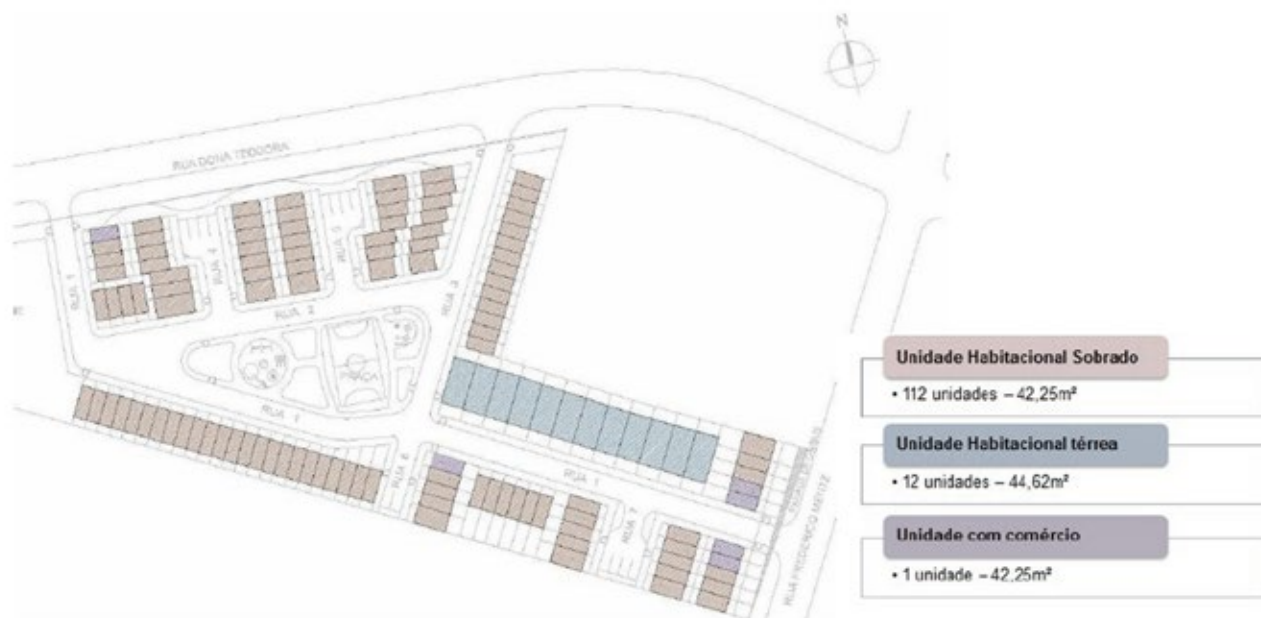 N
RUA DONA TEODORA
RUA 1
RUA 4
RUA 5
RUA 3
RUA 2
PRAÇA
RUA 1
RUA 6
RUA 1
RUA 7
RUA FREDERICO MENTZ
Unidade Habitacional Sobrado
• 112 unidades – 42,25m²
Unidade Habitacional térrea
• 12 unidades – 44,62m²
Unidade com comércio
• 1 unidade – 42,25m²